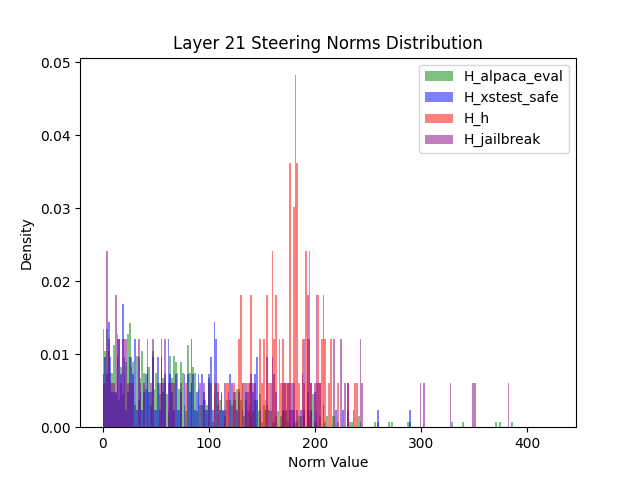 Layer 21 Steering Norms Distribution
H_alpaca_eval
H_xstest_safe
H_h
H_jailbreak
0.05
0.04
0.03
0.02
0.01
0.00
Density
0 100 200 300 400
Norm Value